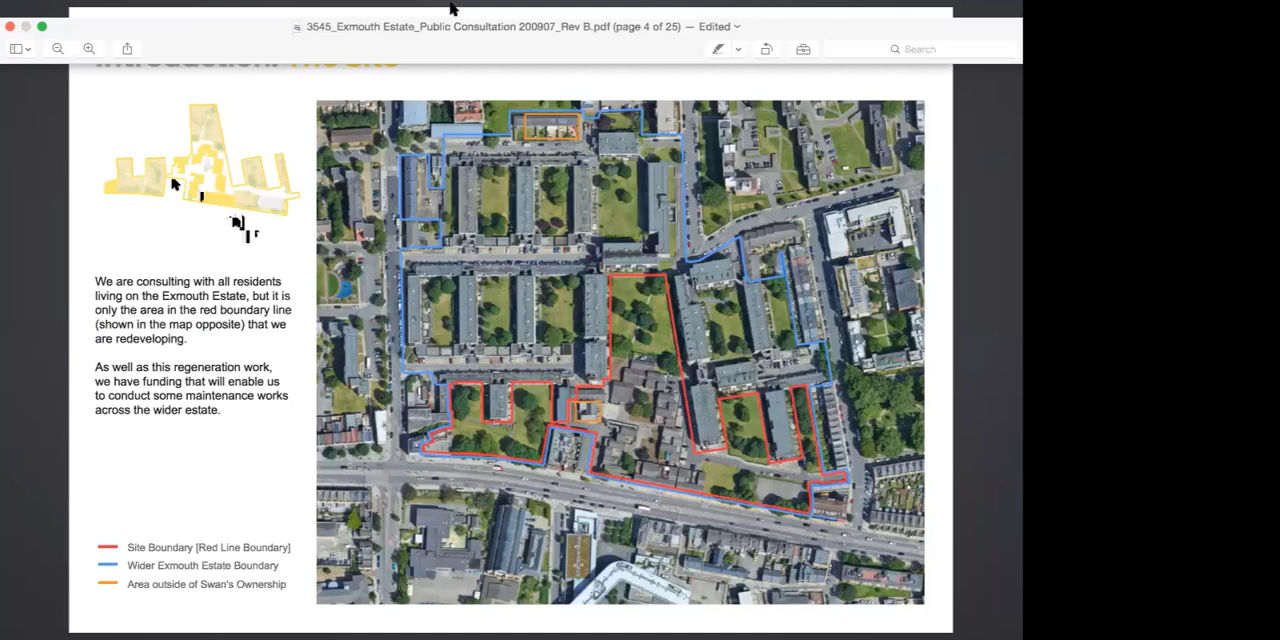 3545_Exmouth Estate_Public Consultation 200907_Rev B.pdf (page 4 of 25) — Edited
Search
Introduction: The Site
We are consulting with all residents
living on the Exmouth Estate, but it is
only the area in the red boundary line
(shown in the map opposite) that we
are redeveloping.
As well as this regeneration work,
we have funding that will enable us
to conduct some maintenance works
across the wider estate.
Site Boundary [Red Line Boundary]
Wider Exmouth Estate Boundary
Area outside of Swan's Ownership